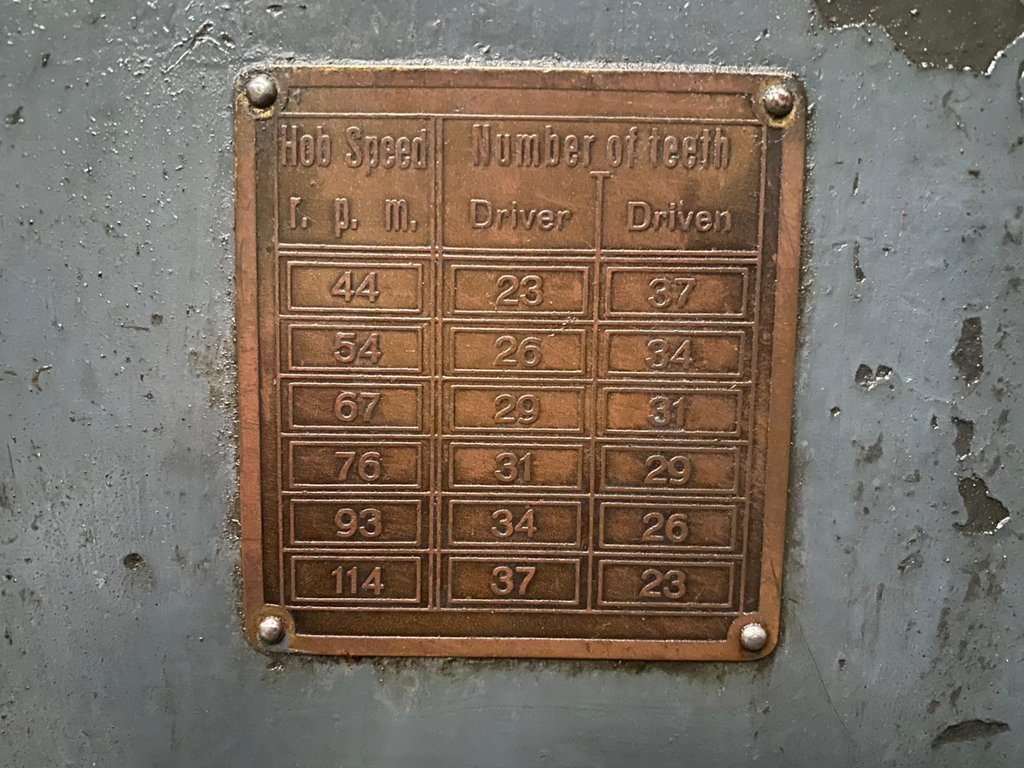 Hob Speed Number of teeth
r. p. m. Driver Driven
44 23 37
54 26 34
67 29 31
76 31 29
93 34 26
114 37 23